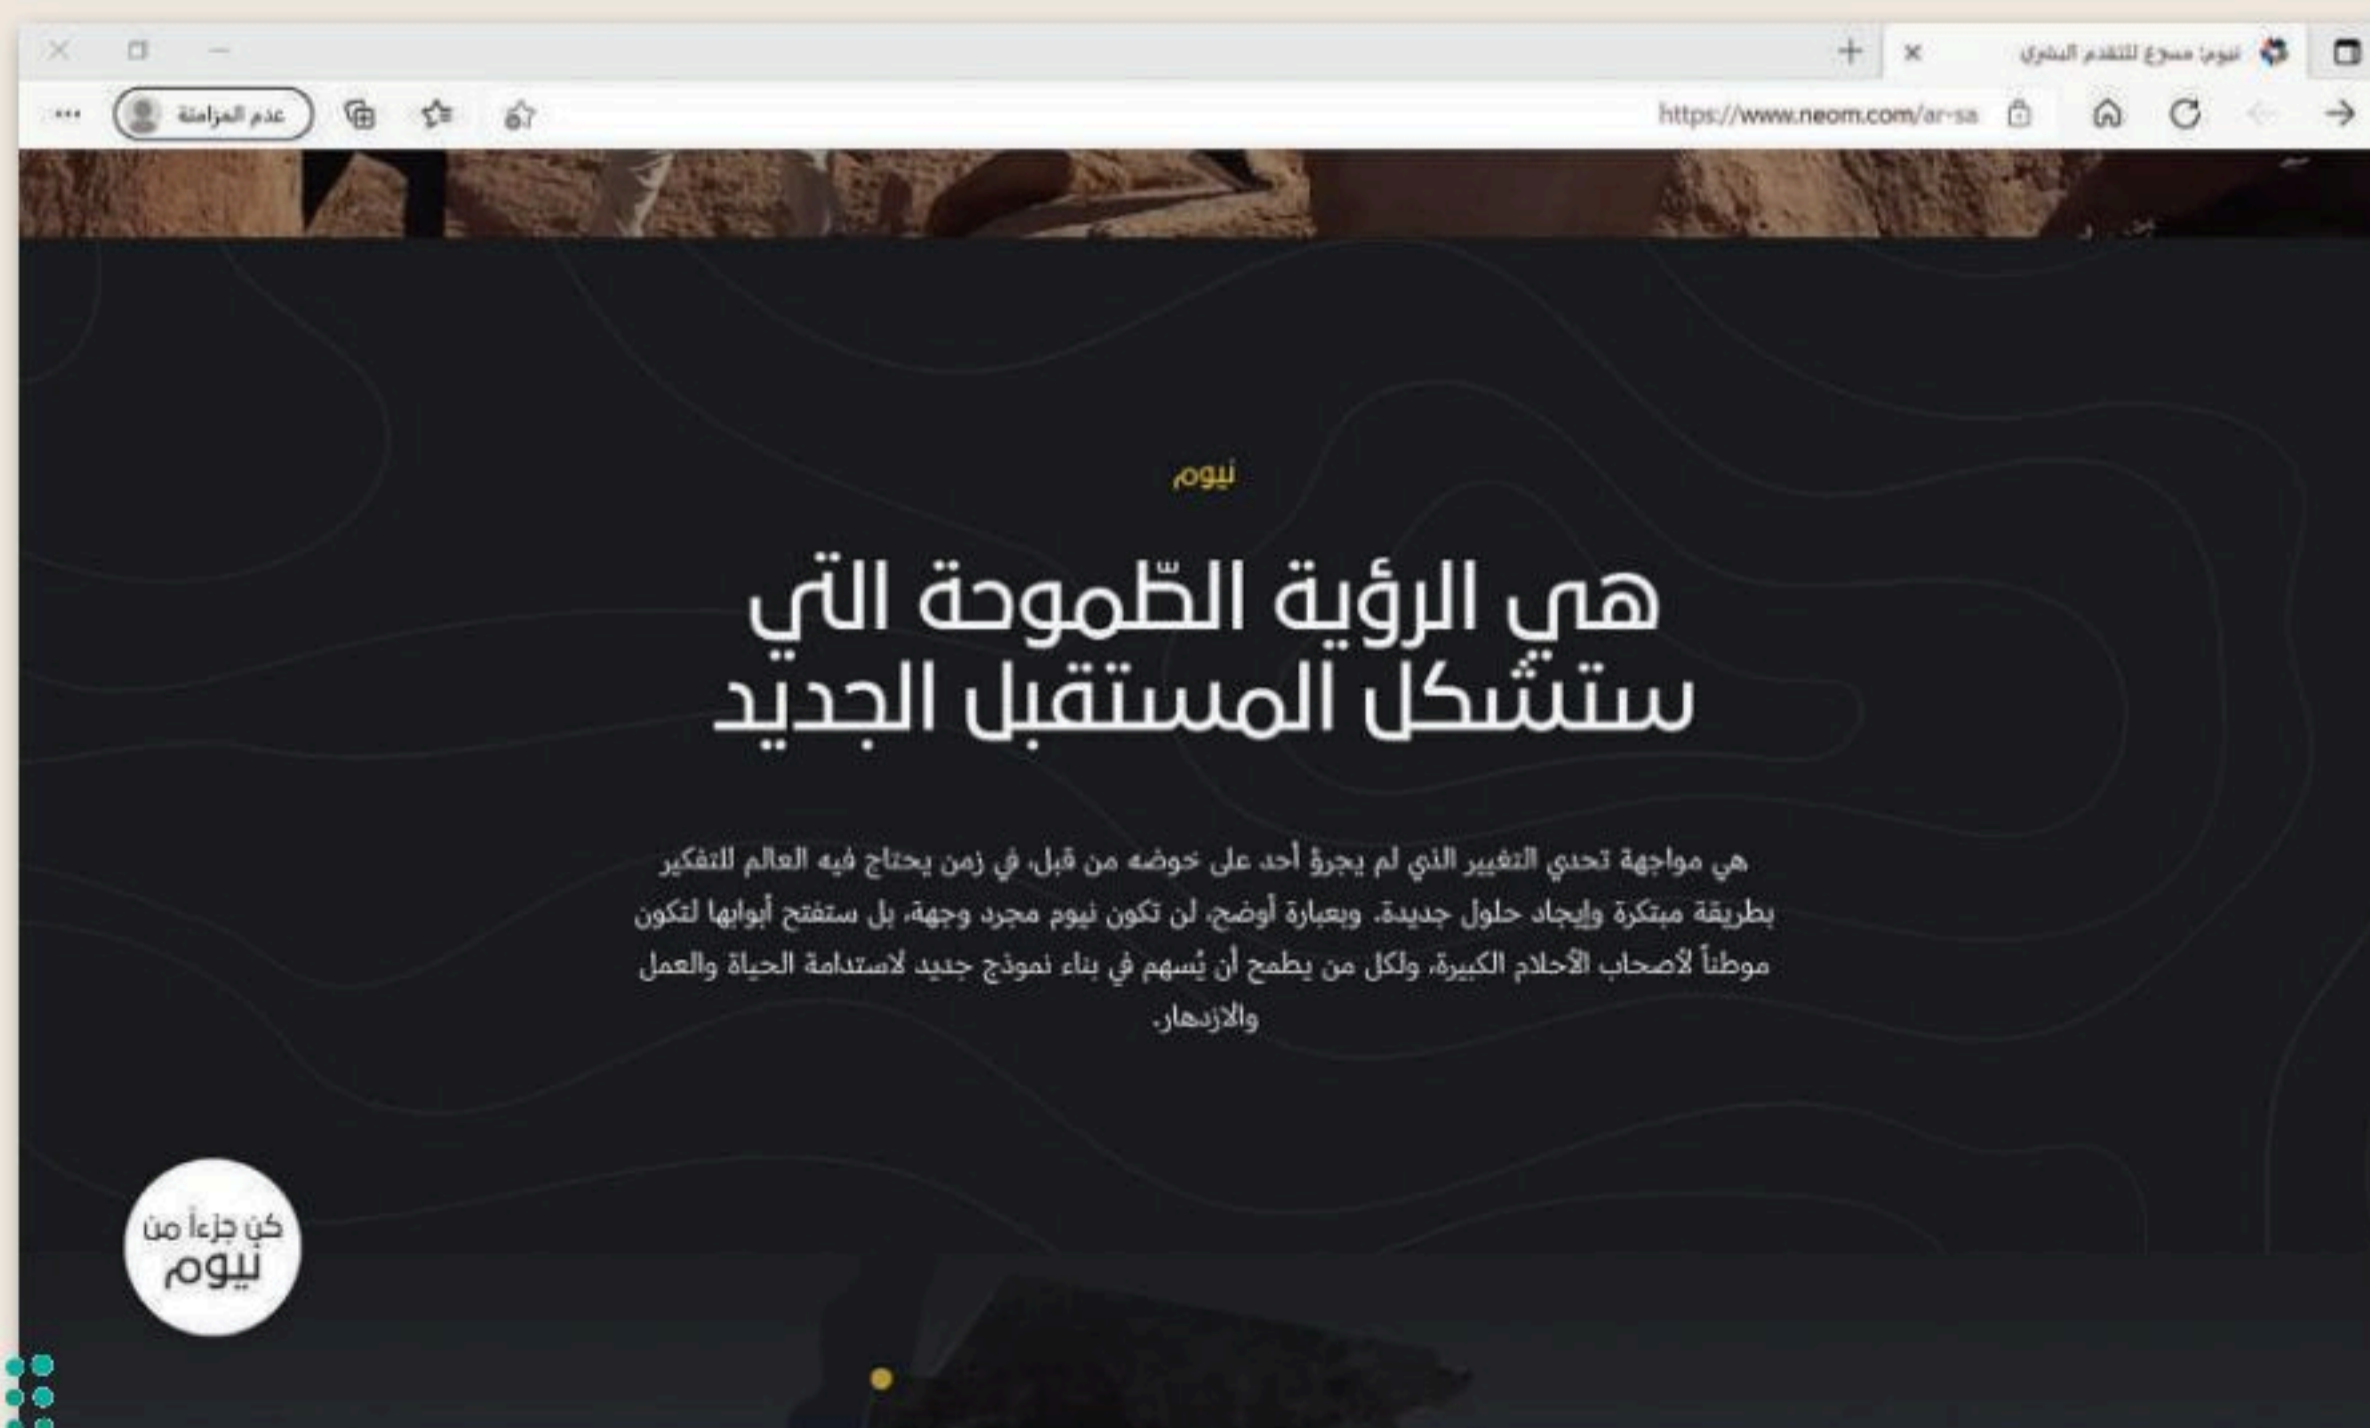 نيوم: مسرّع للتقدم البشري
https://www.neom.com/ar-sa
عدم المزامنة
نيوم
هي الرؤية الطّموحة التي
ستشكل المستقبل الجديد
هي مواجهة تحدي التغيير الذي لم يجرؤ أحد على خوضه من قبل، في زمن يحتاج فيه العالم للتفكير
بطريقة مبتكرة وإيجاد حلول جديدة. وبعبارة أوضح، لن تكون نيوم مجرد وجهة، بل ستفتح أبوابها لتكون
موطناً لأصحاب الأحلام الكبيرة، ولكل من يطمح أن يُسهم في بناء نموذج جديد لاستدامة الحياة والعمل
والازدهار.
كن جزءاً من
نيوم